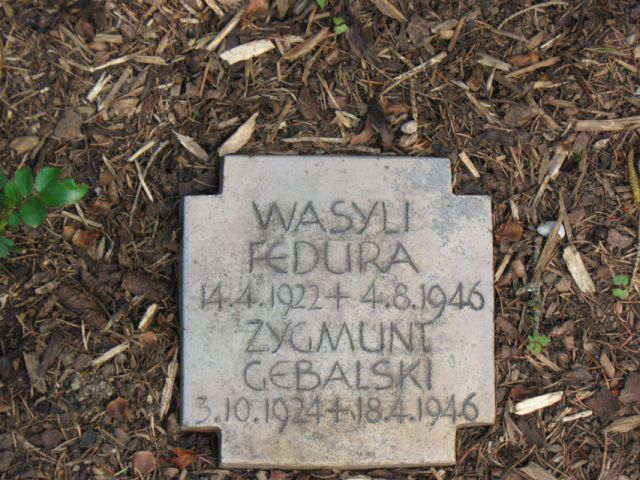 WASYLI
FEDURA
14.4.1922+ 4.8.1946
ZYGMUNT
GEBALSKI
3.10.1924+18.4.1946